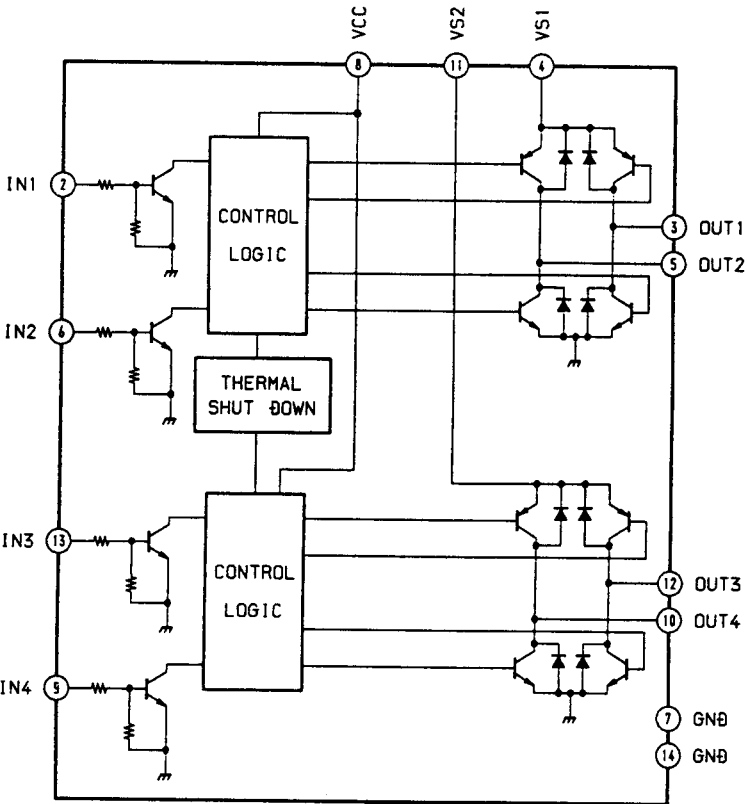 VCC
VS2
VS1
8
11
4
IN1
2
CONTROL
LOGIC
3
OUT1
5
OUT2
IN2
6
THERMAL
SHUT DOWN
IN3
13
CONTROL
LOGIC
12
OUT3
10
OUT4
IN4
9
7
GND
14
GND